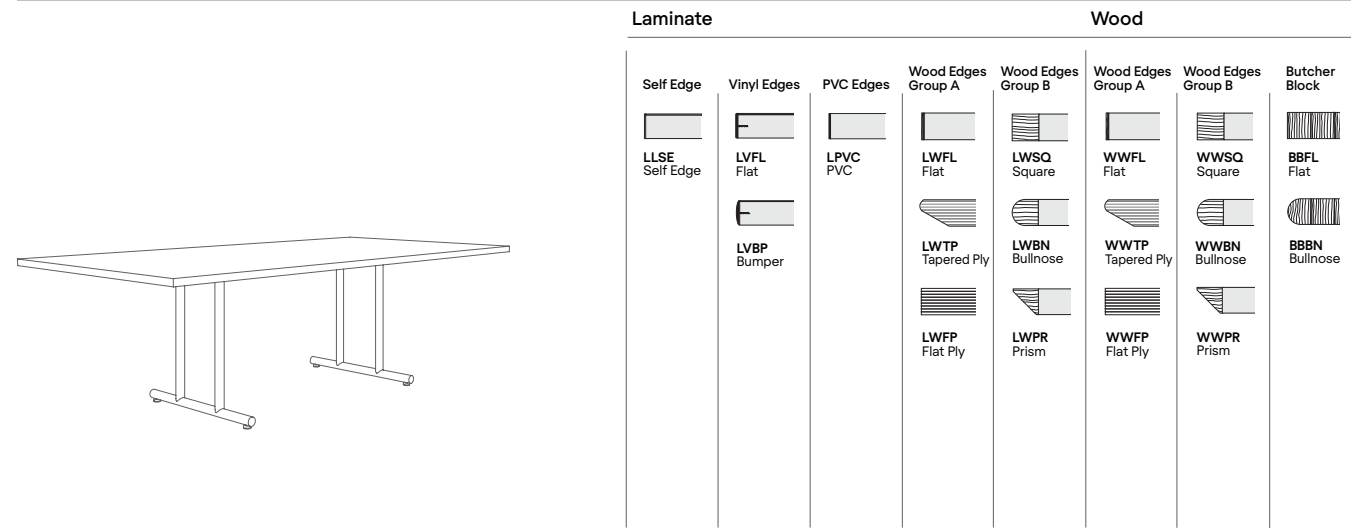 Laminate
Wood
Self Edge
Vinyl Edges
PVC Edges
Wood Edges
Group A
Wood Edges
Group B
Wood Edges
Group A
Wood Edges
Group B
Butcher
Block
LLSE
Self Edge
LVFL
Flat
LPVC
PVC
LWFL
Flat
LWSQ
Square
WWFL
Flat
WWSQ
Square
BBFL
Flat
LVBP
Bumper
LWTP
Tapered Ply
LWBN
Bullnose
WWTP
Tapered Ply
WWBN
Bullnose
BBBN
Bullnose
LWFP
Flat Ply
LWPR
Prism
WWFP
Flat Ply
WWPR
Prism